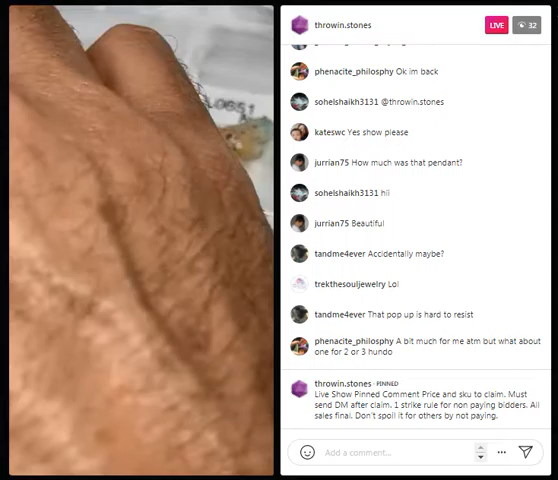 throwin.stones
LIVE
32
phenacite_philosphy Ok im back
sohelshaikh3131 @throwin.stones
kateswc Yes show please
jurrian75 How much was that pendant?
sohelshaikh3131 hii
jurrian75 Beautiful
tandme4ever Accidentally maybe?
trekthesouljewelry Lol
tandme4ever That pop up is hard to resist
phenacite_philosphy A bit much for me atm but what about
one for 2 or 3 hundo
throwin.stones · PINNED
Live Show Pinned Comment Price and sku to claim. Must
send DM after claim. 1 strike rule for non paying bidders. All
sales final. Don't spoil it for others by not paying.
Add a comment...